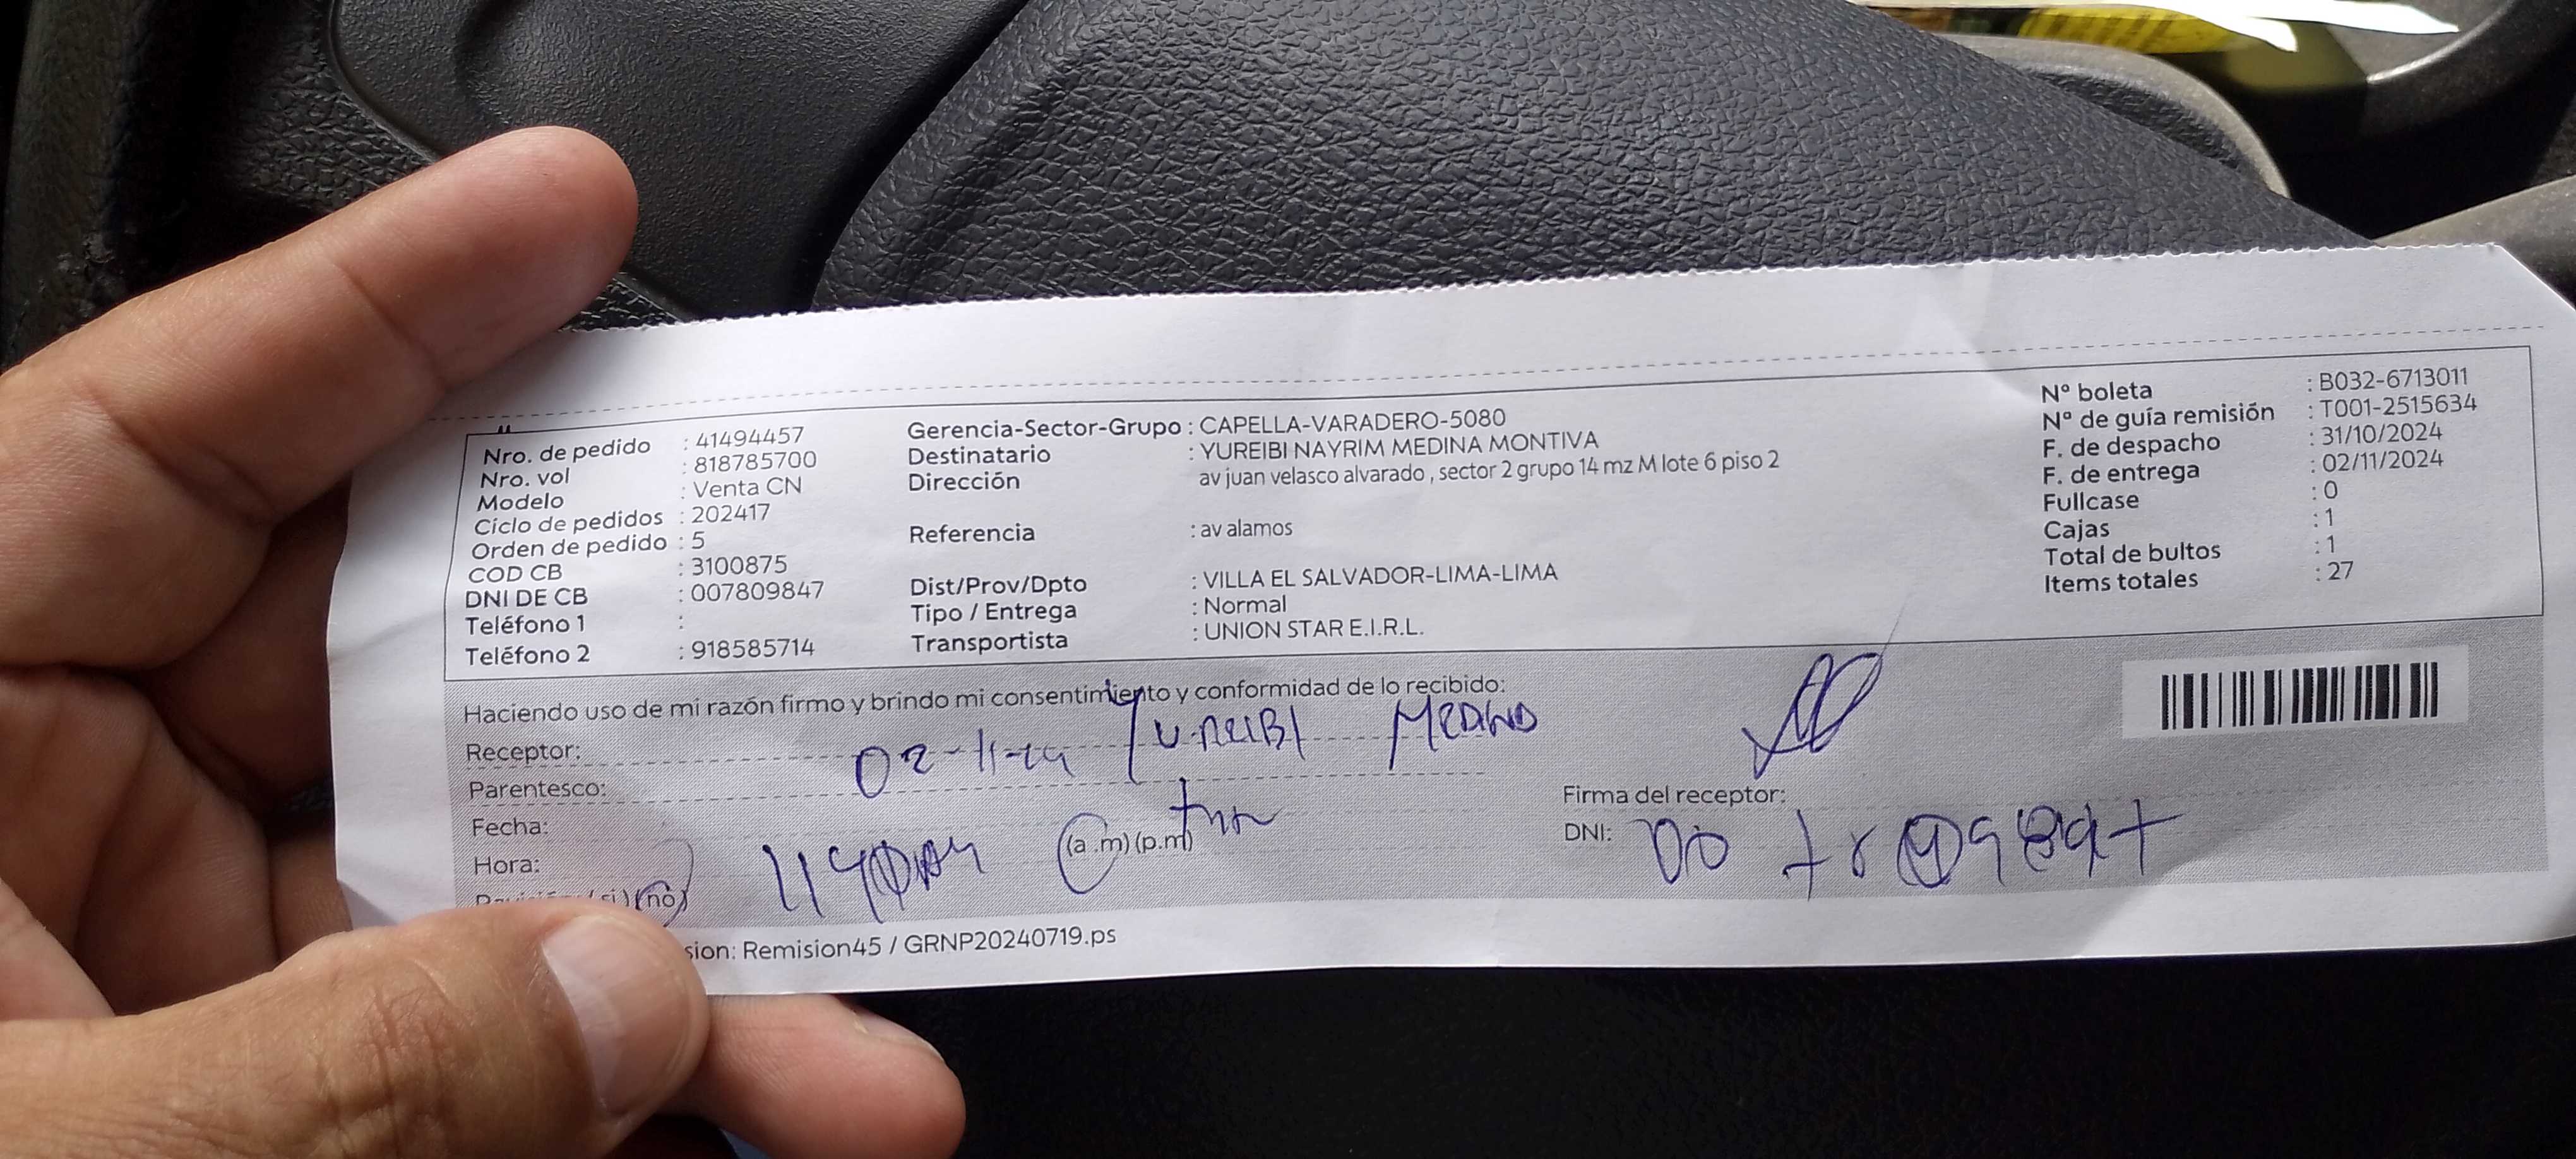 Nro. de pedido : 41494457
Nro. vol : 818785700
Modelo : Venta CN
Ciclo de pedidos : 202417
Orden de pedido : 5
COD CB : 3100875
DNI DE CB : 007809847
Teléfono 1 :
Teléfono 2 : 918585714
Gerencia-Sector-Grupo : CAPELLA-VARADERO-5080
Destinatario : YUREIBI NAYRIM MEDINA MONTIVA
Dirección av juan velasco alvarado , sector 2 grupo 14 mz M lote 6 piso 2
Referencia : av alamos
Dist/Prov/Dpto : VILLA EL SALVADOR-LIMA-LIMA
Tipo / Entrega : Normal
Transportista : UNION STAR E.I.R.L.
Nº boleta : B032-6713011
Nº de guía remisión : T001-2515634
F. de despacho : 31/10/2024
F. de entrega : 02/11/2024
Fullcase : 0
Cajas : 1
Total de bultos : 1
Items totales : 27
Haciendo uso de mi razón firmo y brindo mi consentimiento y conformidad de lo recibido:
Receptor: Yureibi Medina
Parentesco: 02-11-24
Fecha:
Hora: (a.m) (p.m)
(si) (no)
Firma del receptor:
DNI:
sion: Remision45 / GRNP20240719.ps